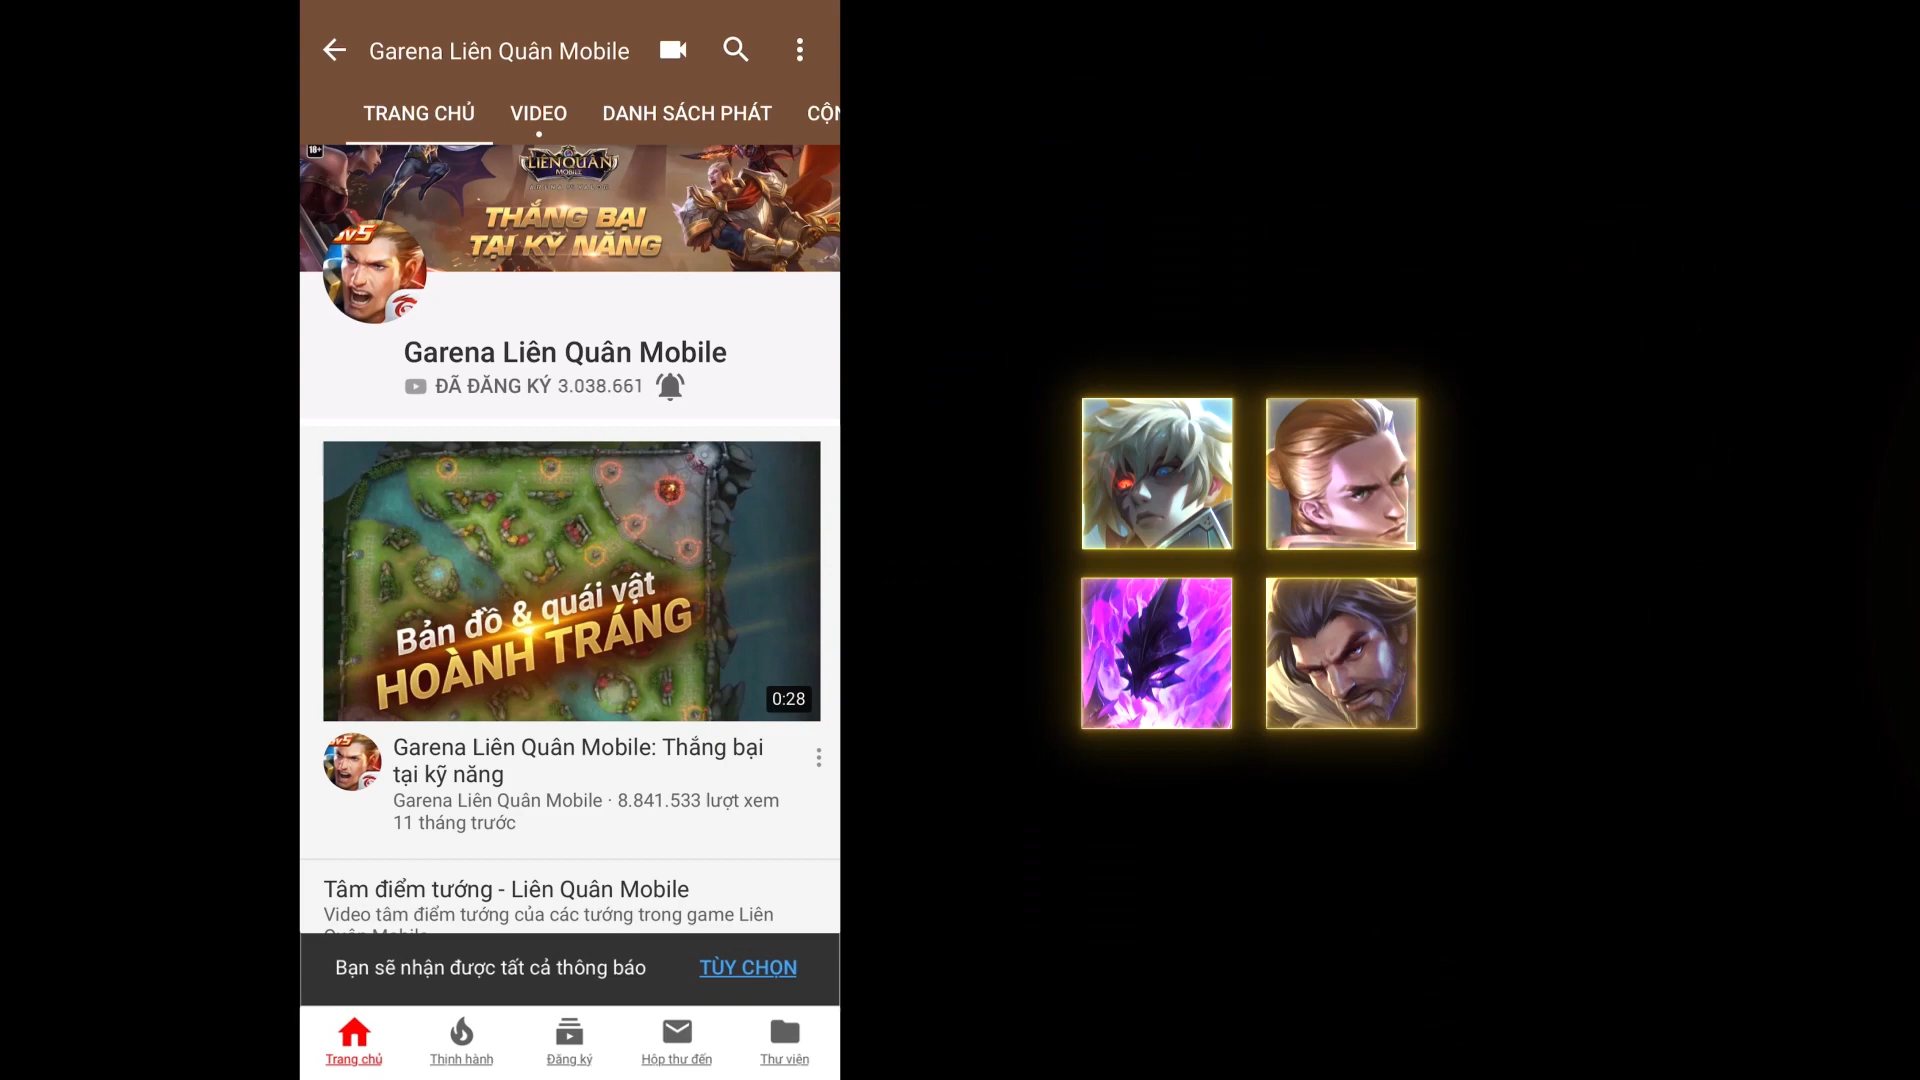 Garena Liên Quân Mobile
TRANG CHỦ VIDEO DANH SÁCH PHÁT CỘN
18+
LIÊN QUÂN
MOBILE
THẮNG BẠI
TẠI KỸ NĂNG
5V5
Garena Liên Quân Mobile
ĐÃ ĐĂNG KÝ 3.038.661
Bản đồ & quái vật
HOÀNH TRÁNG
0:28
Garena Liên Quân Mobile: Thắng bại
tại kỹ năng
Garena Liên Quân Mobile · 8.841.533 lượt xem
11 tháng trước
Tâm điểm tướng - Liên Quân Mobile
Video tâm điểm tướng của các tướng trong game Liên
Quân Mobile
Bạn sẽ nhận được tất cả thông báo TÙY CHỌN
Trang chủ Thịnh hành Đăng ký Hộp thư đến Thư viện